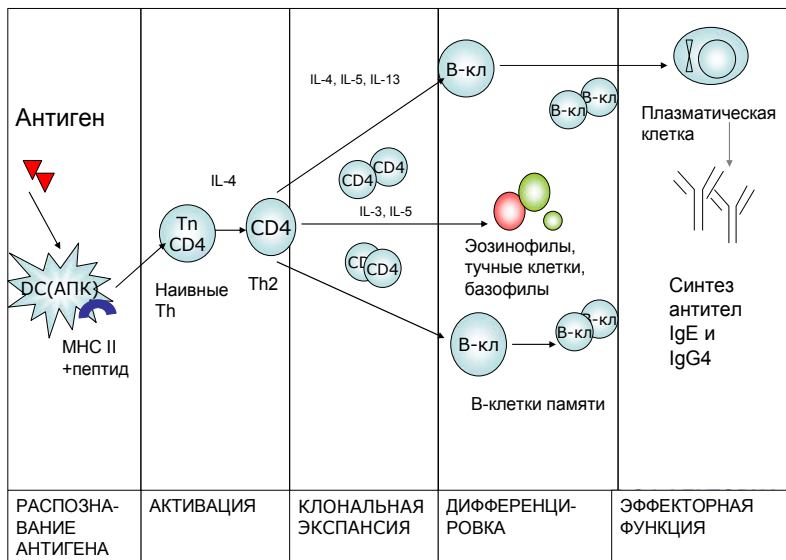 Антиген
DC(АПК)
MHC II
+пептид
РАСПОЗНА-
ВАНИЕ
АНТИГЕНА
IL-4
Tn
CD4
Наивные
Th
CD4
Th2
АКТИВАЦИЯ
IL-4, IL-5, IL-13
CD4
CD4
IL-3, IL-5
CD4
КЛОНАЛЬНАЯ
ЭКСПАНСИЯ
В-кл
В-кл
В-кл
Эозинофилы,
тучные клетки,
базофилы
В-кл
В-кл
В-кл
В-клетки памяти
ДИФФЕРЕНЦИ-
РОВКА
Плазматическая
клетка
Синтез
антител
IgE и
IgG4
ЭФФЕКТОРНАЯ
ФУНКЦИЯ